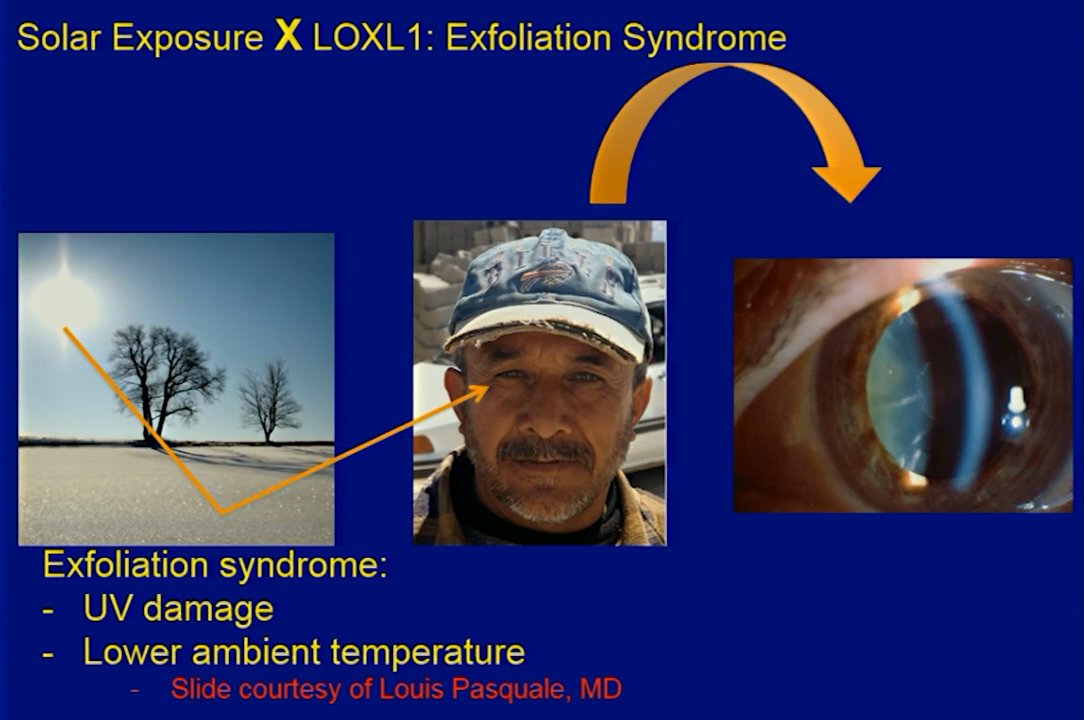 Solar Exposure X LOXL1: Exfoliation Syndrome
Exfoliation syndrome:
- UV damage
- Lower ambient temperature
- Slide courtesy of Louis Pasquale, MD